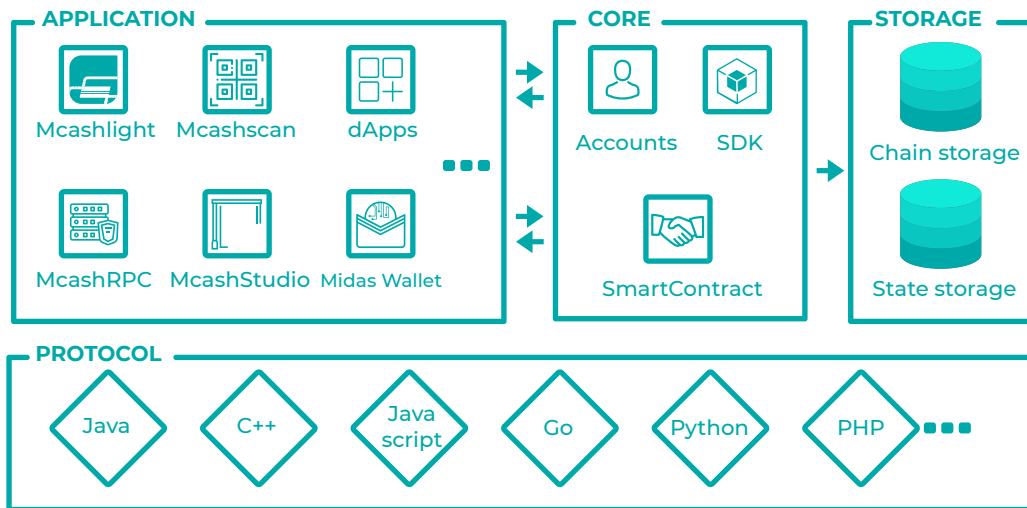 APPLICATION
Mcashlight
Mcashscan
dApps
McashRPC
McashStudio
Midas Wallet
CORE
Accounts
SDK
SmartContract
STORAGE
Chain storage
State storage
PROTOCOL
Java
C++
Java
script
Go
Python
PHP